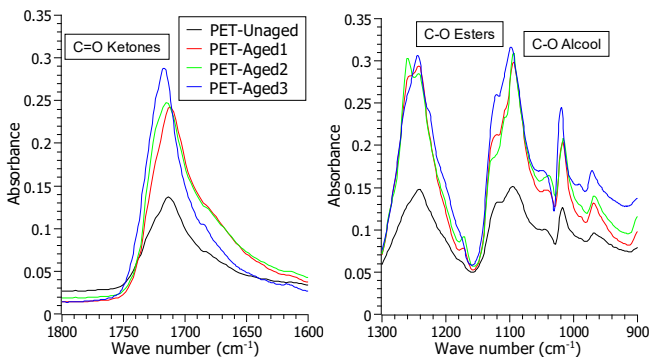 C=O Ketones
PET-Unaged
PET-Aged1
PET-Aged2
PET-Aged3
Absorbance
0.35
0.3
0.25
0.2
0.15
0.1
0.05
0
1800
1750
1700
1650
1600
Wave number (cm⁻¹)
C-O Esters
C-O Alcool
Absorbance
0.35
0.3
0.25
0.2
0.15
0.1
0.05
0
1300
1200
1100
1000
900
Wave number (cm⁻¹)